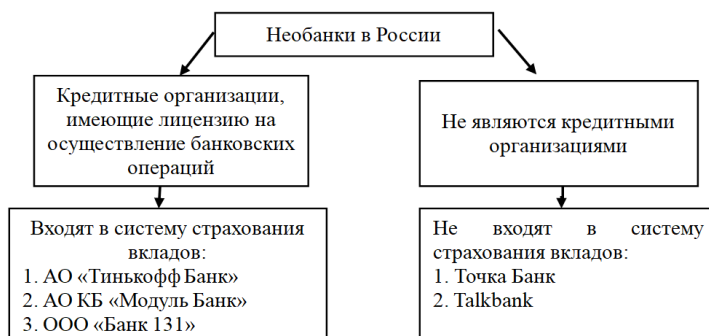 Необанки в России
Кредитные организации,
имеющие лицензию на
осуществление банковских
операций
Не являются кредитными
организациями
Входят в систему страхования
вкладов:
1. АО «Тинькофф Банк»
2. АО КБ «Модуль Банк»
3. ООО «Банк 131»
Не входят в систему
страхования вкладов:
1. Точка Банк
2. Talkbank